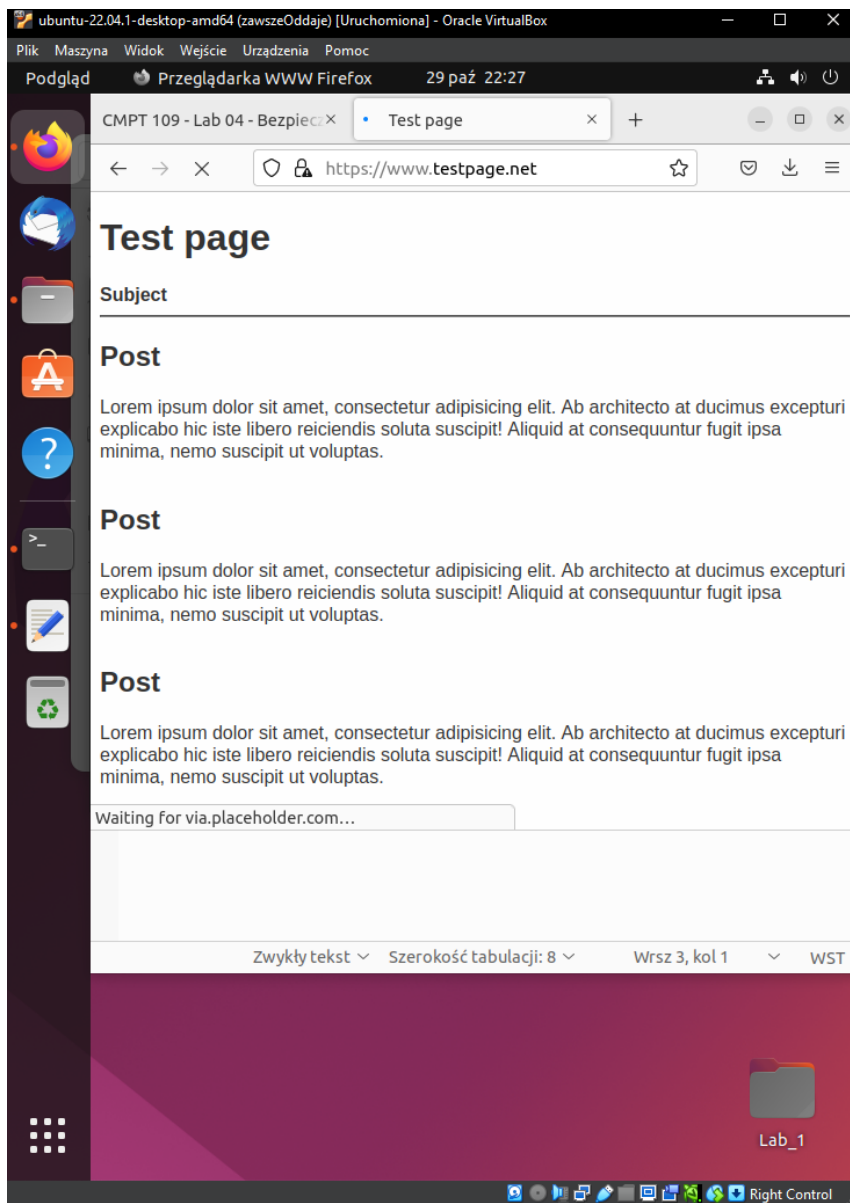 ubuntu-22.04.1-desktop-amd64 (zawszeOddaje) [Uruchomiona] - Oracle VirtualBox
Plik Maszyna Widok Wejście Urządzenia Pomoc
Podgląd Przeglądarka WWW Firefox 29 paź 22:27
CMPT 109 - Lab 04 - Bezpiecz Test page
https://www.testpage.net
Test page
Subject
Post
Lorem ipsum dolor sit amet, consectetur adipisicing elit. Ab architecto at ducimus excepturi
explicabo hic iste libero reiciendis soluta suscipit! Aliquid at consequuntur fugit ipsa
minima, nemo suscipit ut voluptas.
Post
Lorem ipsum dolor sit amet, consectetur adipisicing elit. Ab architecto at ducimus excepturi
explicabo hic iste libero reiciendis soluta suscipit! Aliquid at consequuntur fugit ipsa
minima, nemo suscipit ut voluptas.
Post
Lorem ipsum dolor sit amet, consectetur adipisicing elit. Ab architecto at ducimus excepturi
explicabo hic iste libero reiciendis soluta suscipit! Aliquid at consequuntur fugit ipsa
minima, nemo suscipit ut voluptas.
Waiting for via.placeholder.com…
Zwykły tekst Szerokość tabulacji: 8 Wrsz 3, kol 1 WST
Lab_1
Right Control